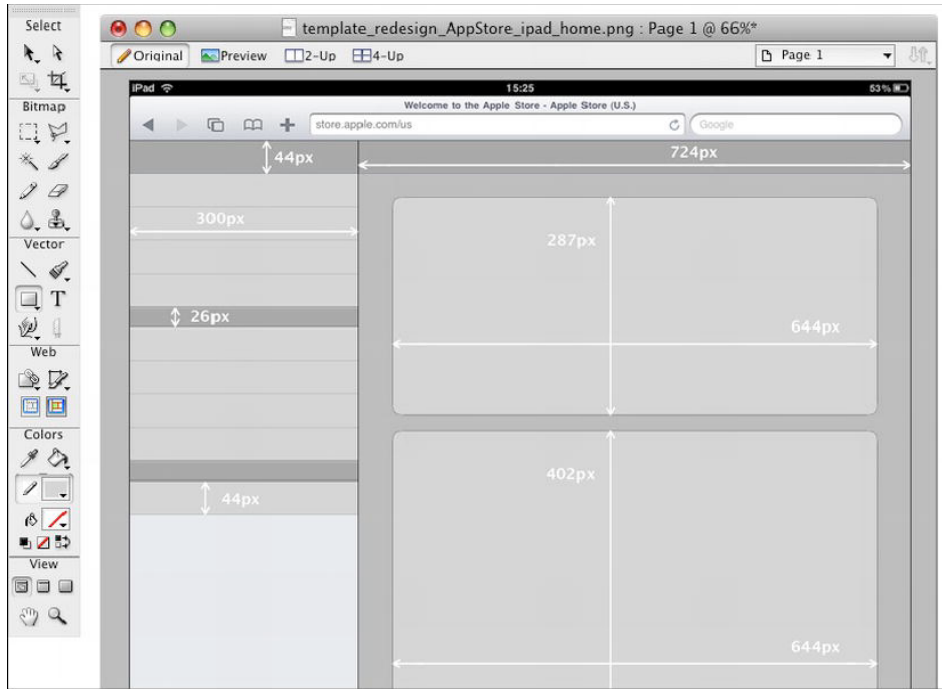 Select
template_redesign_AppStore_ipad_home.png : Page 1 @ 66%*
Original Preview 2-Up 4-Up Page 1
Bitmap
iPad 15:25 53%
Welcome to the Apple Store - Apple Store (U.S.)
store.apple.com/us Google
44px 724px
300px
287px
Vector
T
26px
644px
Web
Colors
402px
44px
View
644px